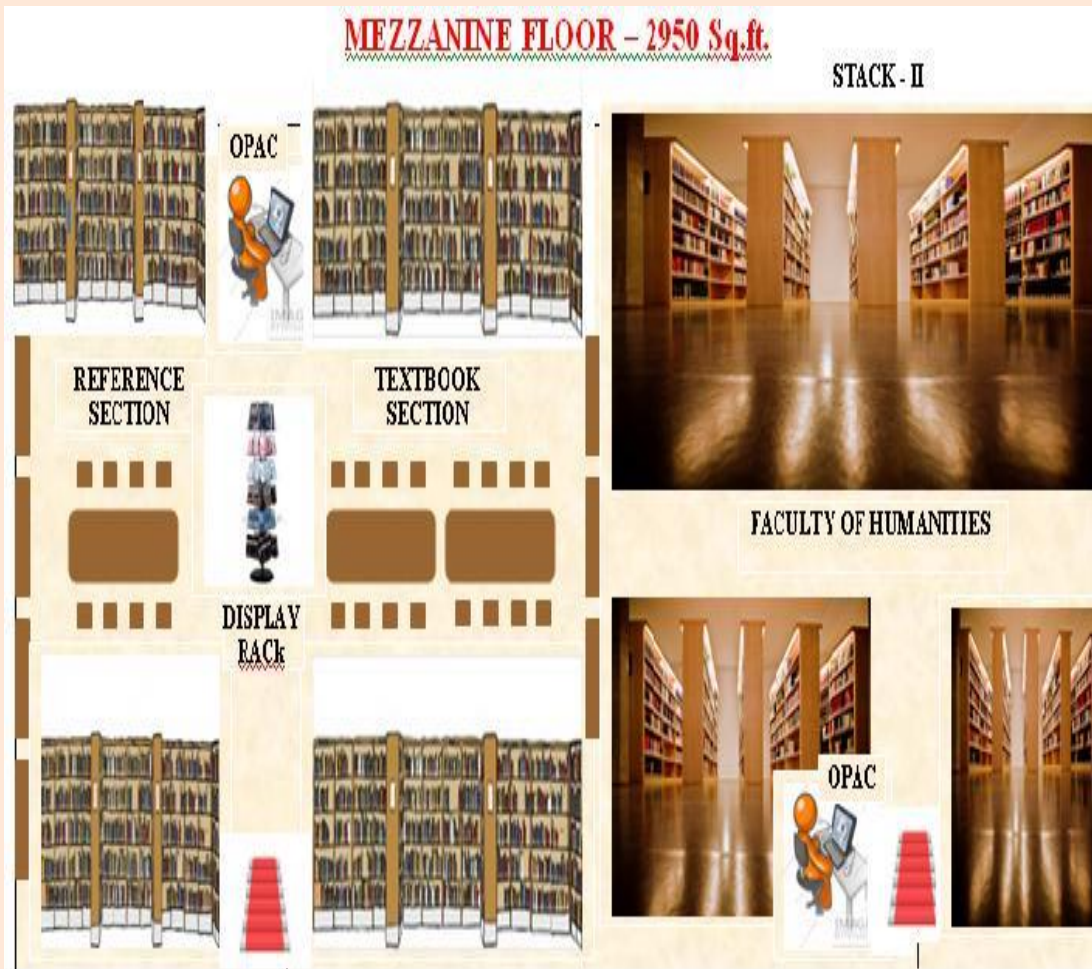 MEZZANINE FLOOR – 2950 Sq.ft.
STACK - II
OPAC
REFERENCE
SECTION
TEXTBOOK
SECTION
FACULTY OF HUMANITIES
DISPLAY
RACk
OPAC